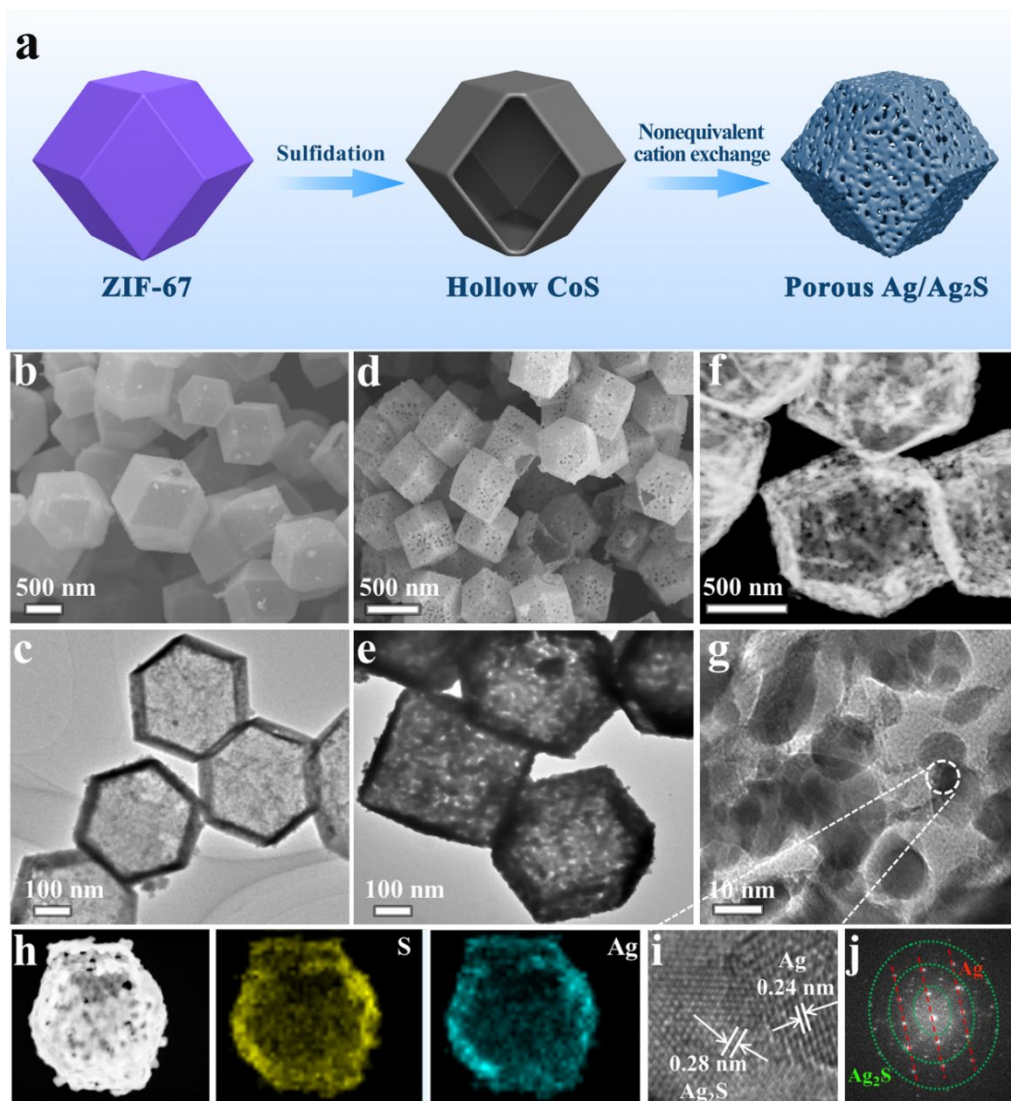 a
Sulfidation
Nonequivalent
cation exchange
ZIF-67
Hollow CoS
Porous Ag/Ag₂S
b
500 nm
d
500 nm
f
500 nm
c
100 nm
e
100 nm
g
10 nm
h
S
Ag
i
Ag
0.24 nm
0.28 nm
Ag₂S
j
Ag
Ag₂S